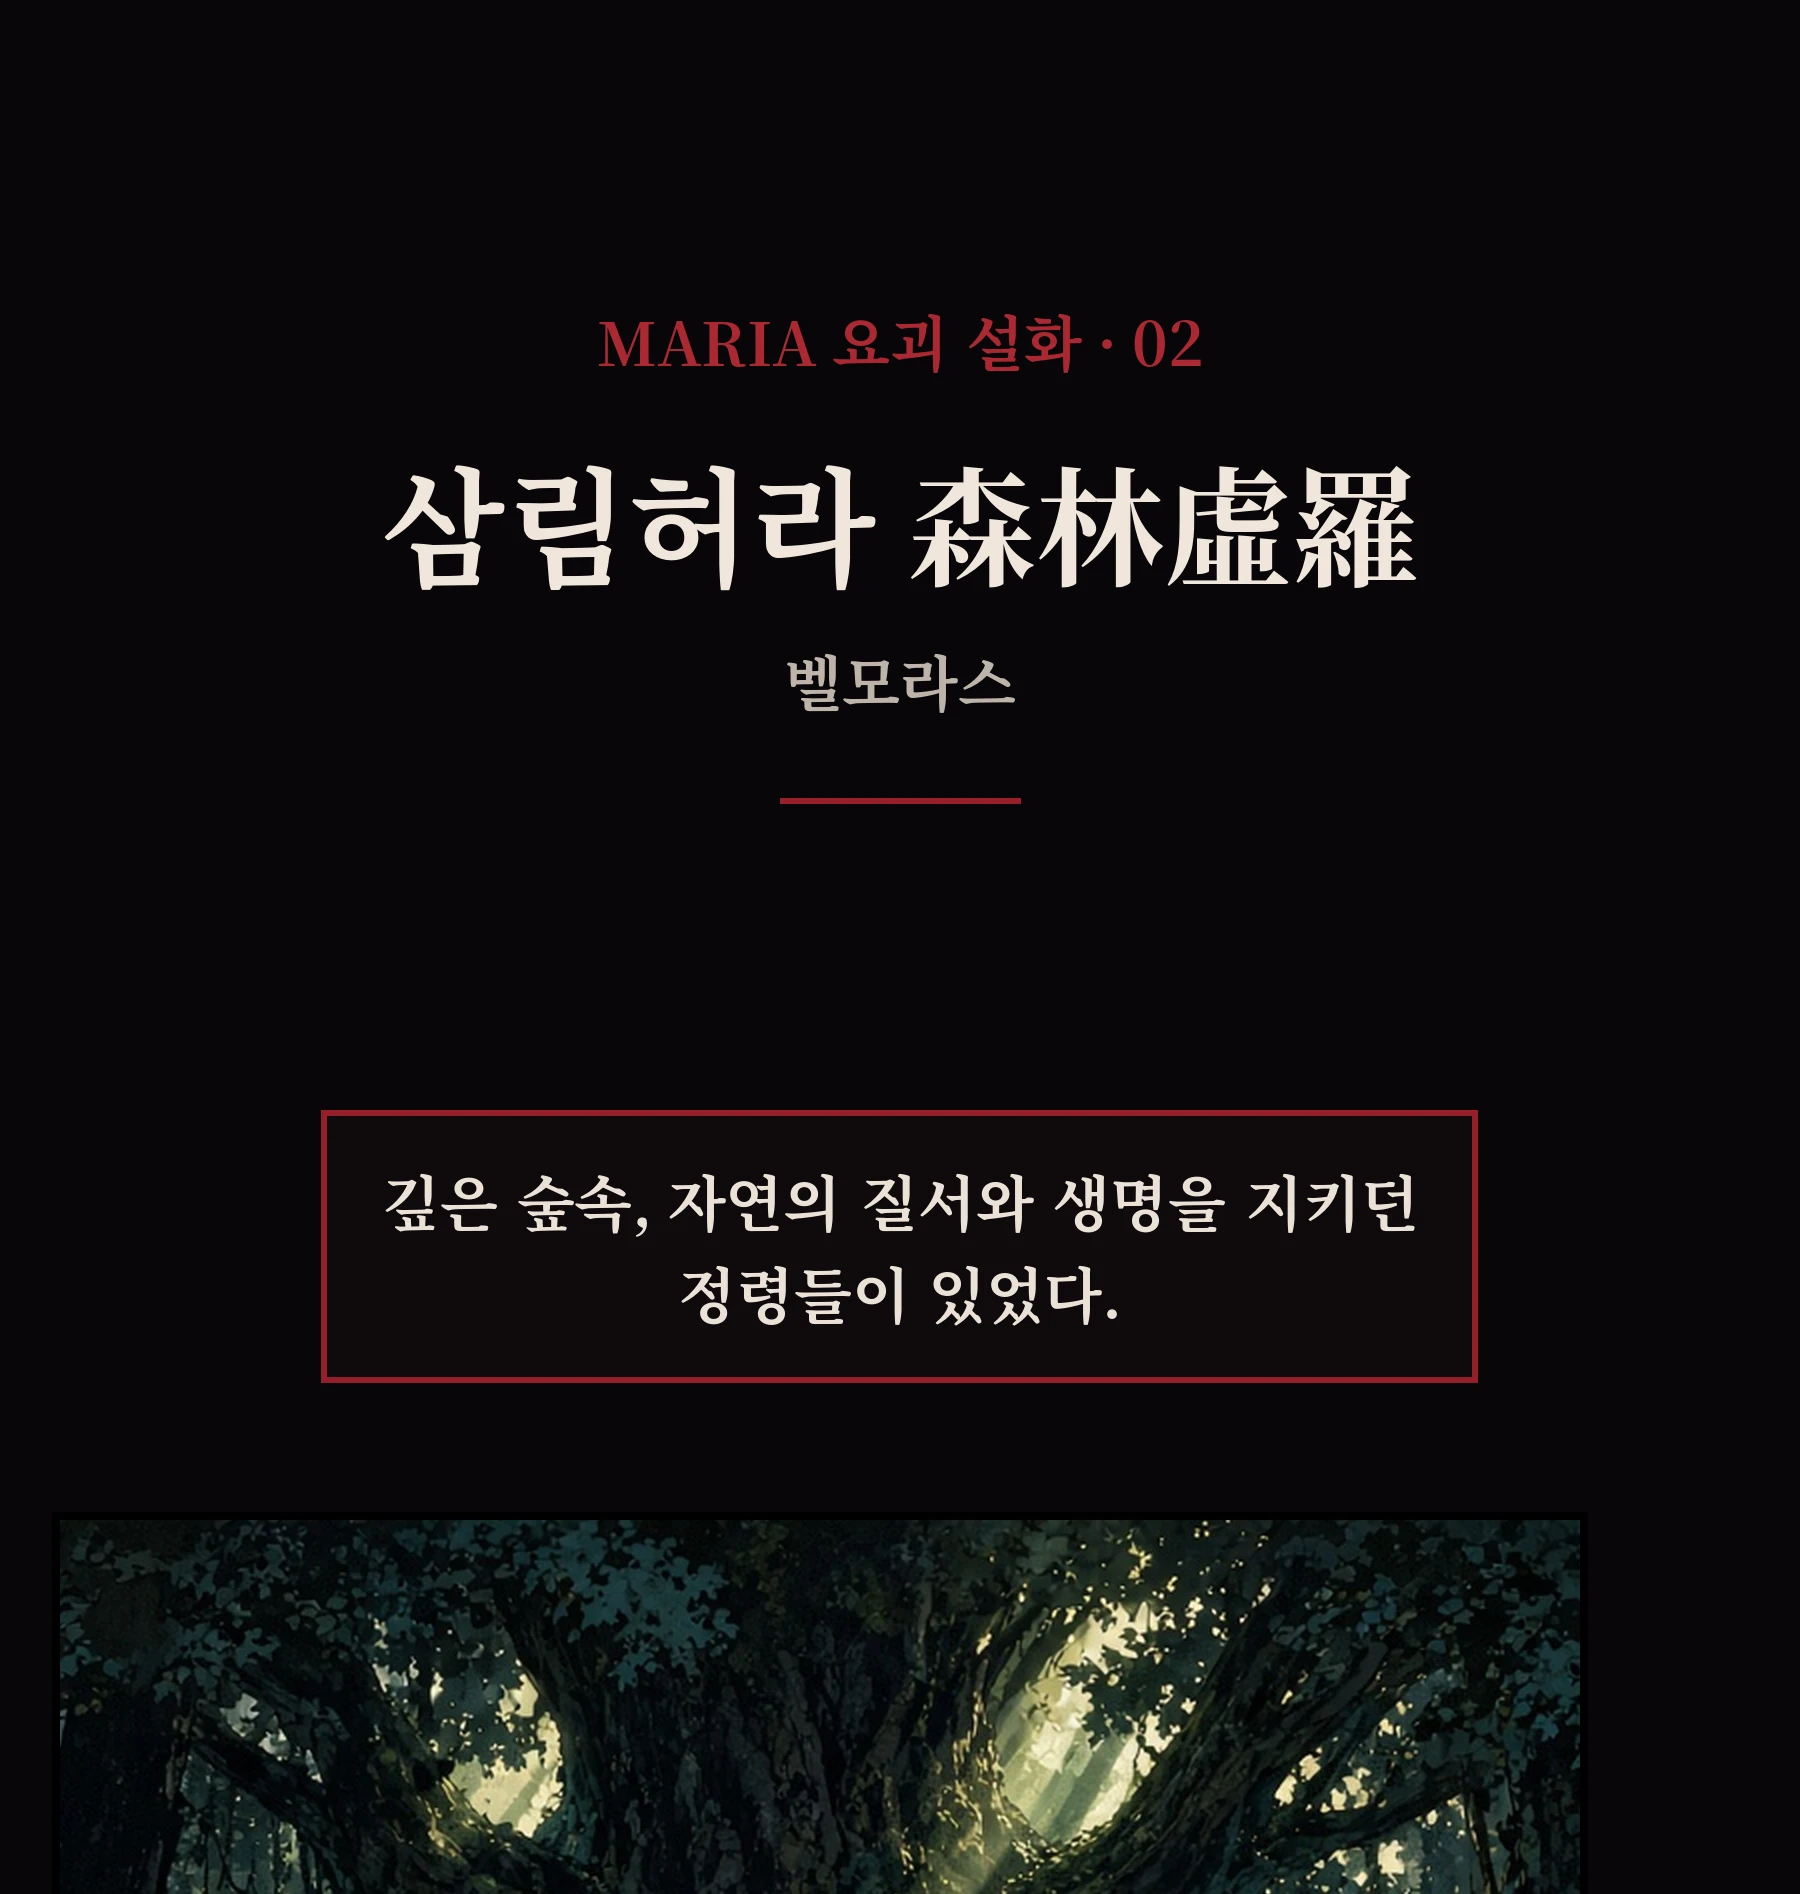 MARIA 요괴 설화 · 02
삼림허라 森林虛羅
벨모라스
깊은 숲속, 자연의 질서와 생명을 지키던
정령들이 있었다.